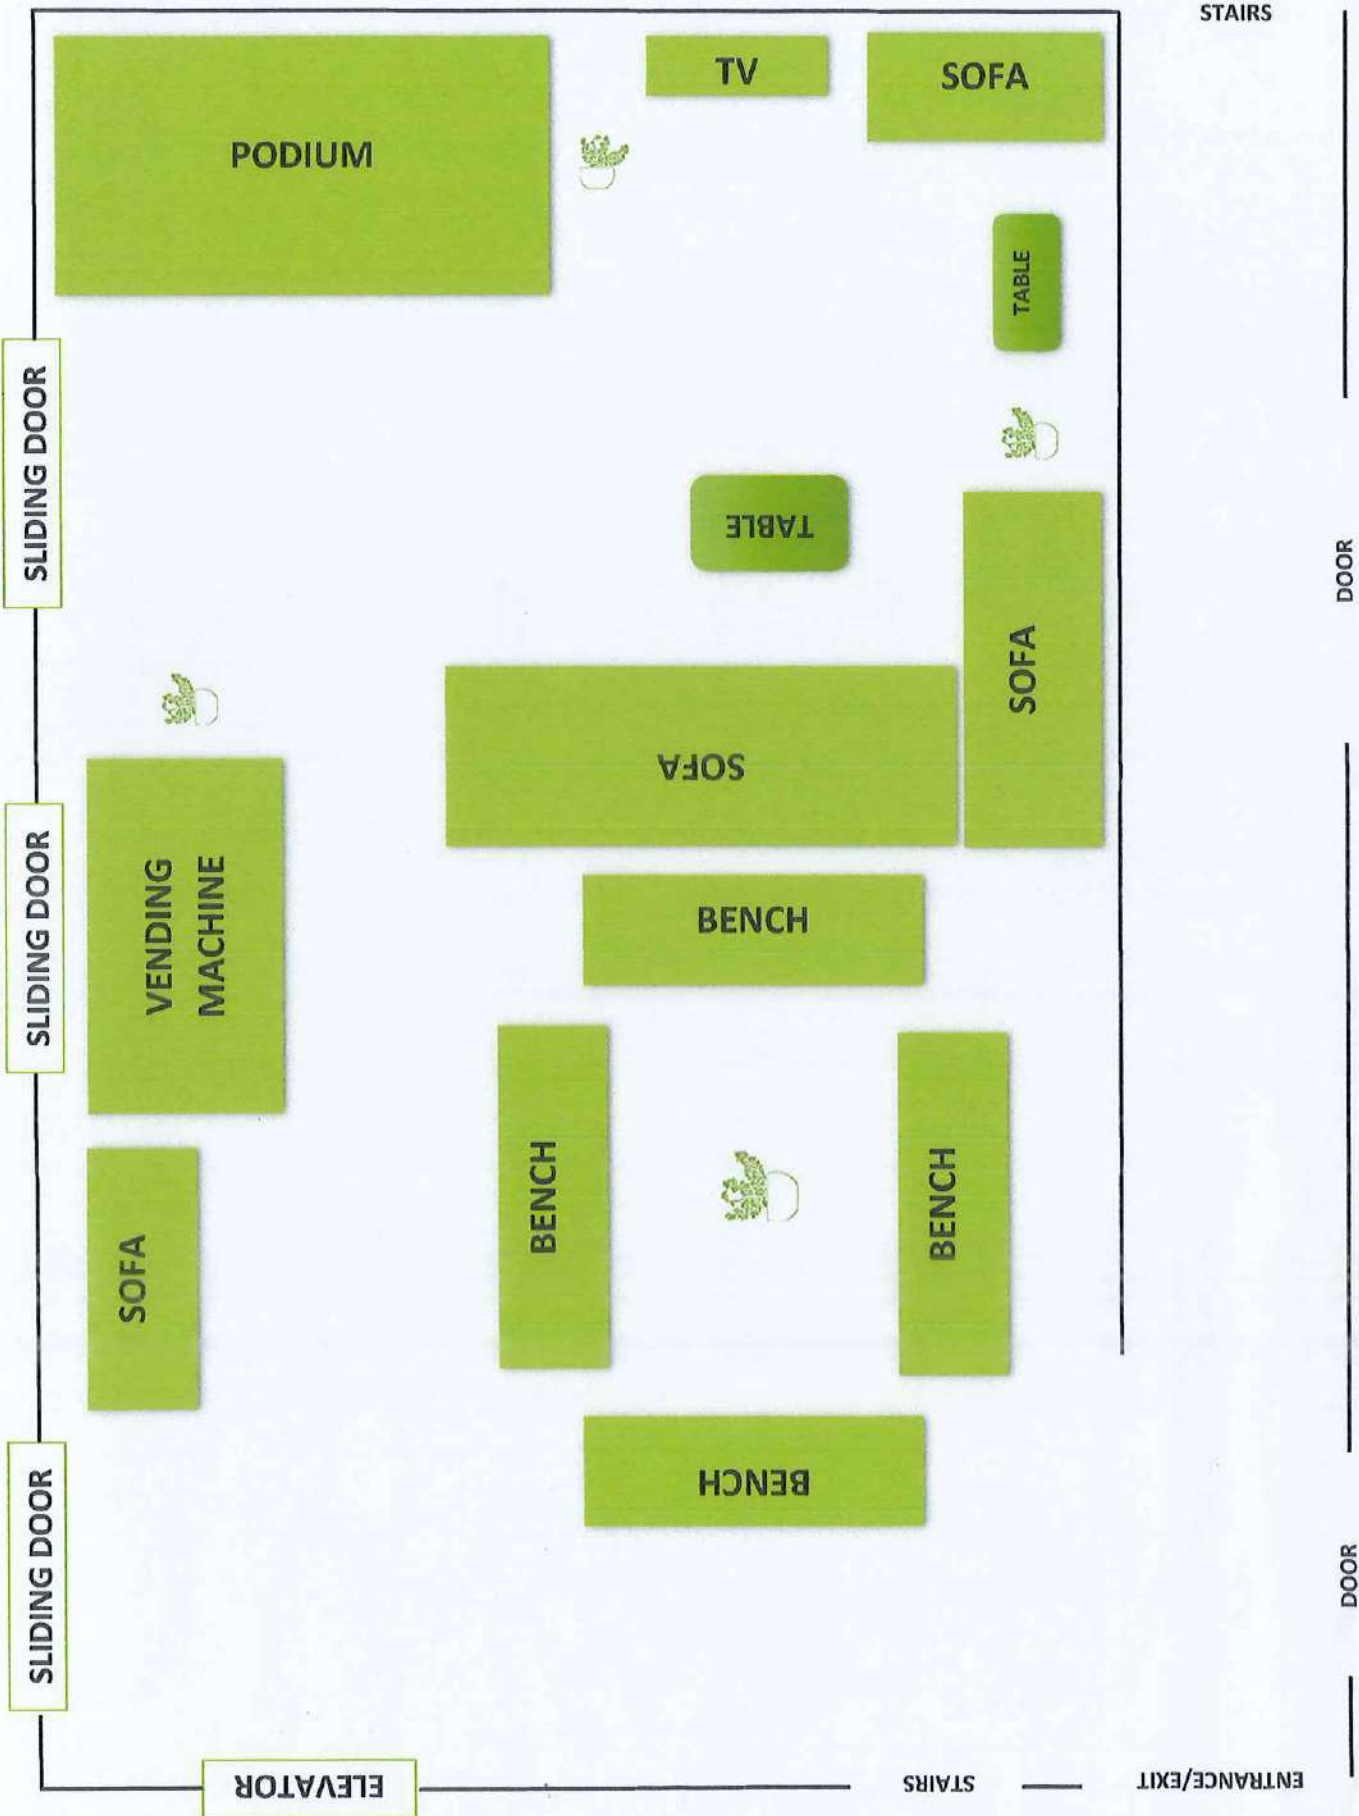 STAIRS
TV
SOFA
PODIUM
TABLE
SLIDING DOOR
TABLE
DOOR
SOFA
SOFA
SLIDING DOOR
VENDING
MACHINE
BENCH
BENCH
BENCH
SOFA
BENCH
SLIDING DOOR
DOOR
ELEVATOR
STAIRS
ENTRANCE/EXIT